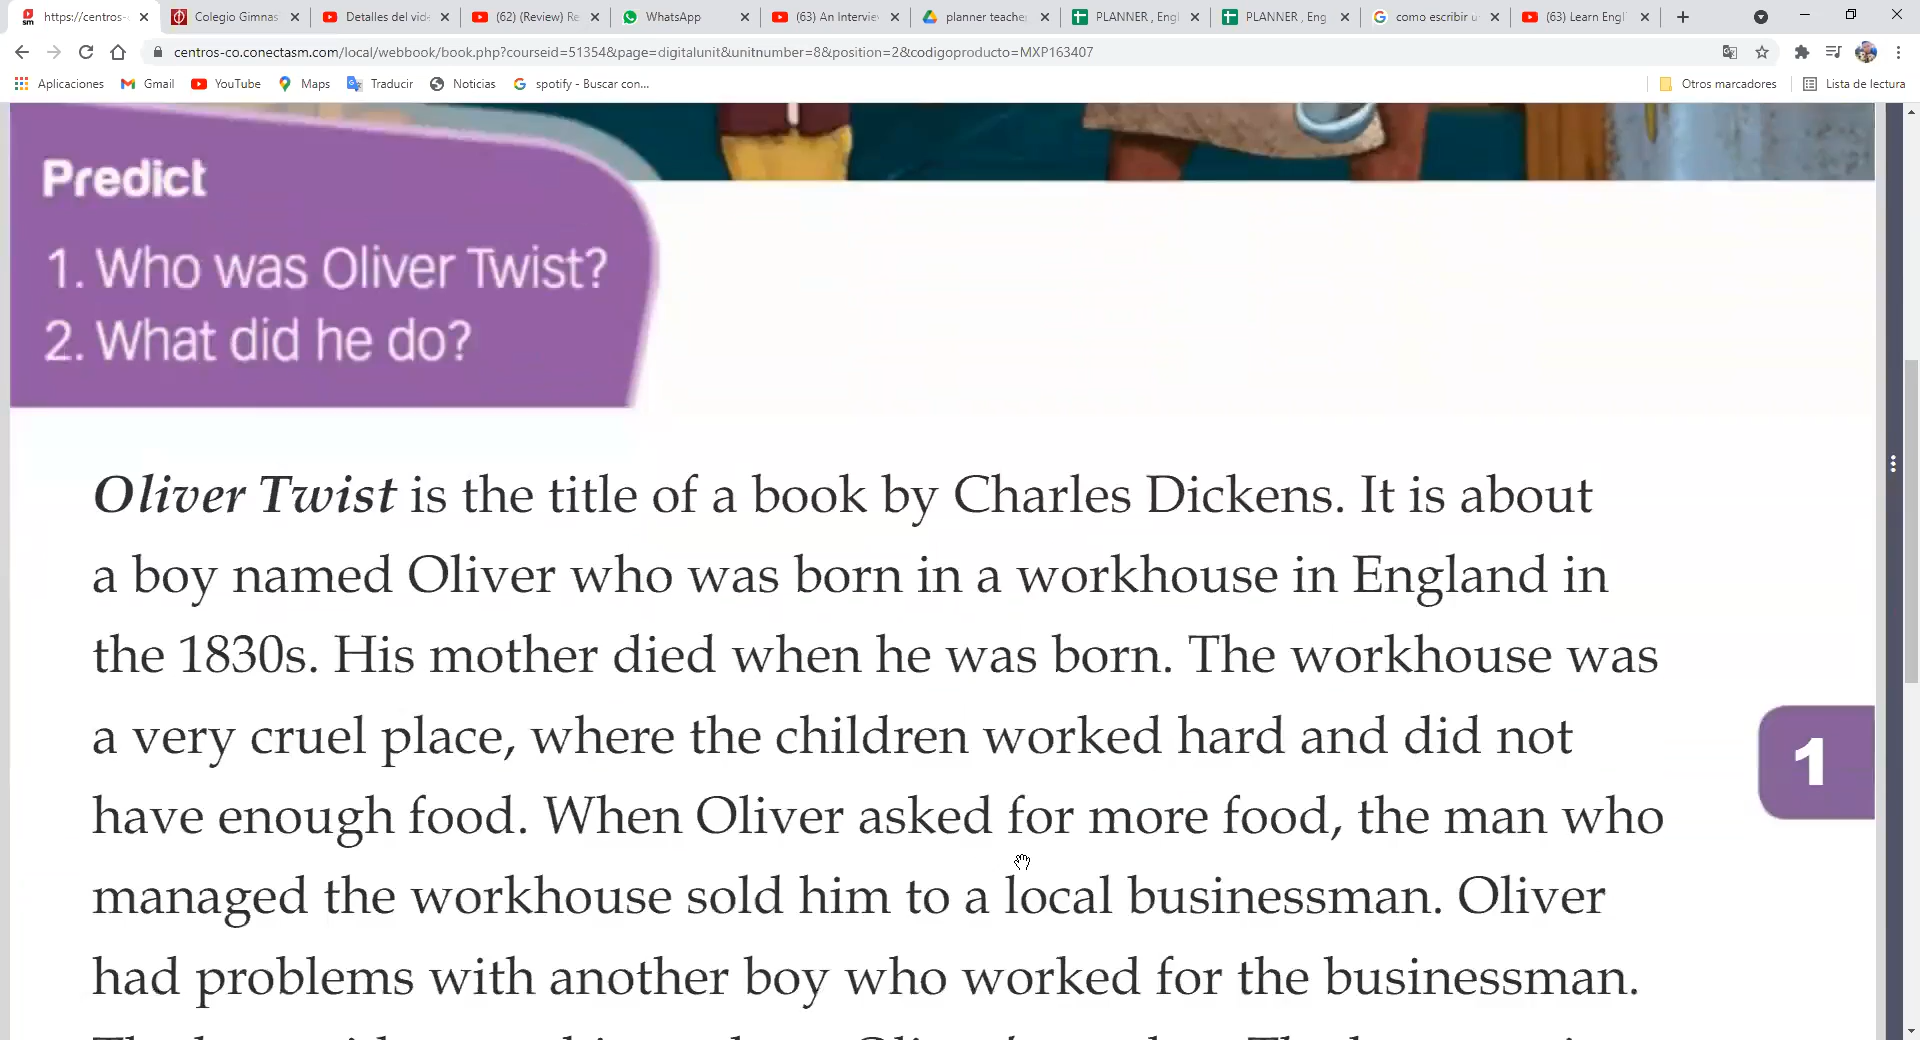 https://centros-
Colegio Gimnas
Detalles del vid
(62) (Review) Re
WhatsApp
(63) An Intervie
planner teache
PLANNER , Engl
PLANNER , Eng
como escribir u
(63) Learn Engl
centros-co.conectasm.com/local/webbook/book.php?courseid=51354&page=digitalunit&unitnumber=8&position=2&codigoproducto=MXP163407
Aplicaciones
Gmail
YouTube
Maps
Traducir
Noticias
spotify - Buscar con...
Otros marcadores
Lista de lectura
Predict
1. Who was Oliver Twist?
2. What did he do?
Oliver Twist is the title of a book by Charles Dickens. It is about
a boy named Oliver who was born in a workhouse in England in
the 1830s. His mother died when he was born. The workhouse was
a very cruel place, where the children worked hard and did not
have enough food. When Oliver asked for more food, the man who
managed the workhouse sold him to a local businessman. Oliver
had problems with another boy who worked for the businessman.
1